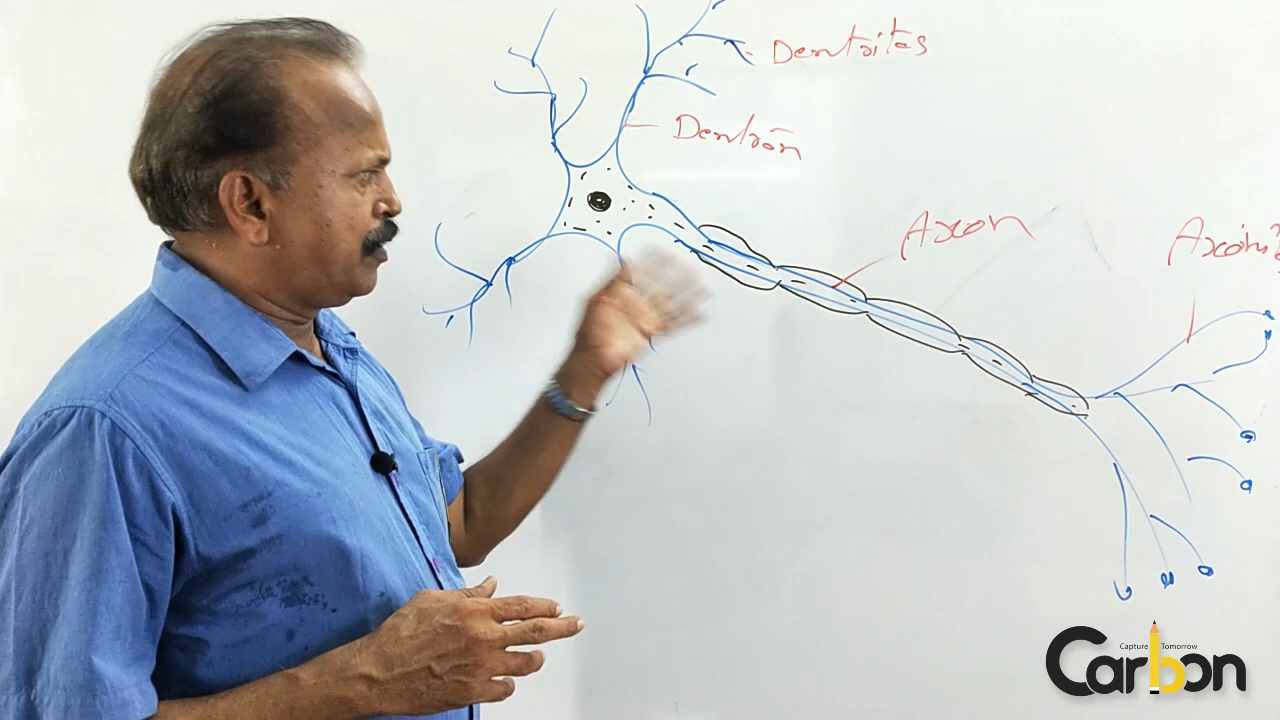 Dentrites
Dentron
Axon
Capture Tomorrow
Carbon